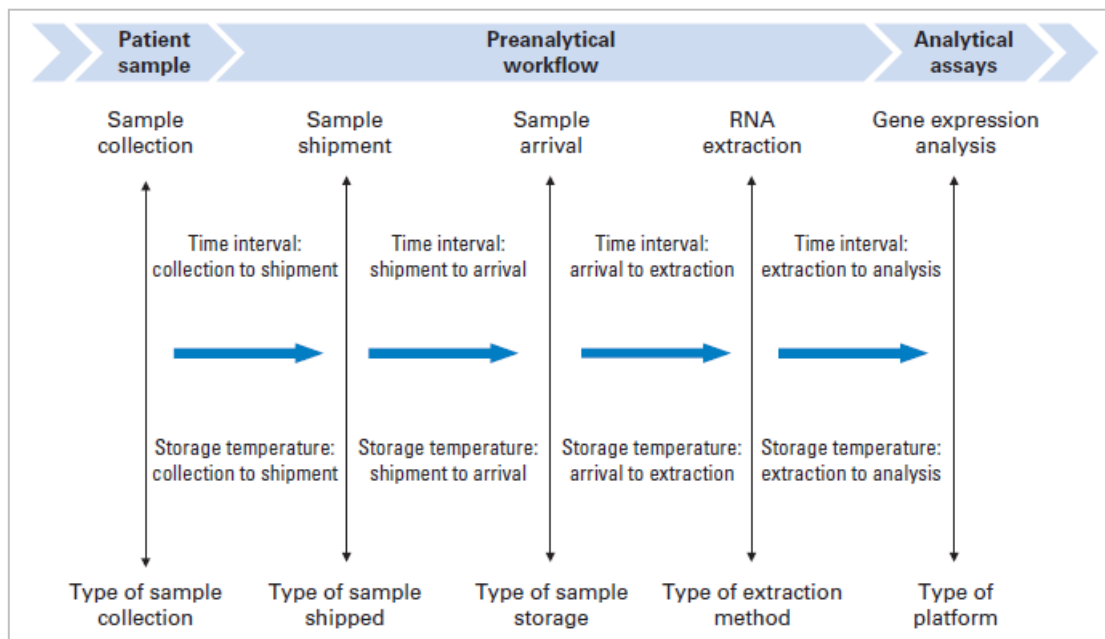 Patient
sample
Preanalytical
workflow
Analytical
assays
Sample
collection
Sample
shipment
Sample
arrival
RNA
extraction
Gene expression
analysis
Time interval:
collection to shipment
Time interval:
shipment to arrival
Time interval:
arrival to extraction
Time interval:
extraction to analysis
Storage temperature:
collection to shipment
Storage temperature:
shipment to arrival
Storage temperature:
arrival to extraction
Storage temperature:
extraction to analysis
Type of sample
collection
Type of sample
shipped
Type of sample
storage
Type of extraction
method
Type of
platform